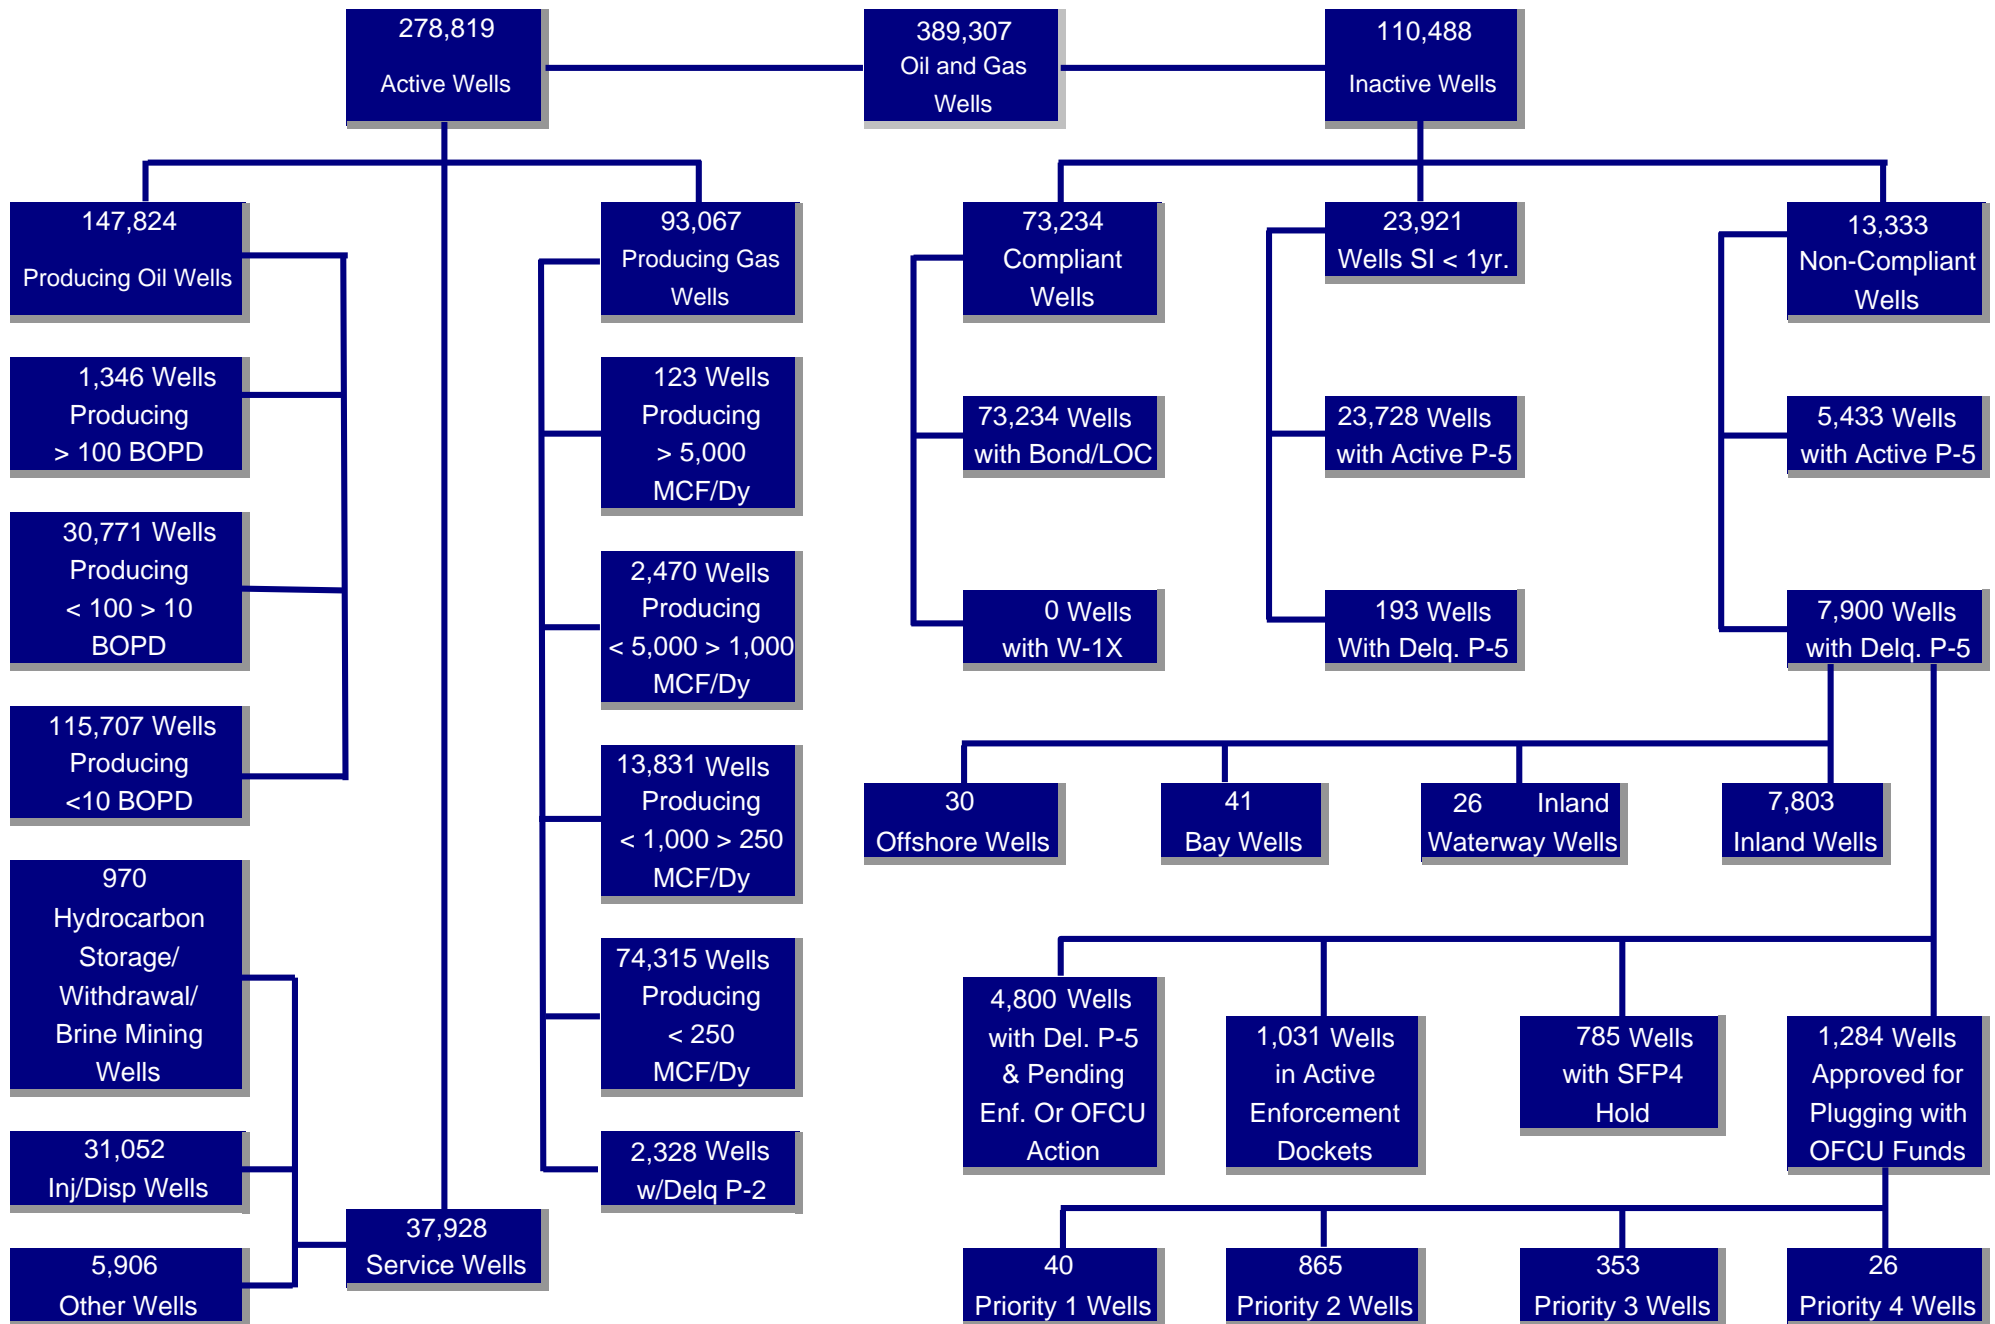 278,819
Active Wells
389,307
Oil and Gas
Wells
110,488
Inactive Wells
147,824
Producing Oil Wells
93,067
Producing Gas
Wells
73,234
Compliant
Wells
23,921
Wells SI < 1yr.
13,333
Non-Compliant
Wells
1,346 Wells
Producing
> 100 BOPD
123 Wells
Producing
> 5,000
MCF/Dy
73,234 Wells
with Bond/LOC
23,728 Wells
with Active P-5
5,433 Wells
with Active P-5
30,771 Wells
Producing
< 100 > 10
BOPD
2,470 Wells
Producing
< 5,000 > 1,000
MCF/Dy
0 Wells
with W-1X
193 Wells
With Delq. P-5
7,900 Wells
with Delq. P-5
115,707 Wells
Producing
<10 BOPD
13,831 Wells
Producing
< 1,000 > 250
MCF/Dy
30
Offshore Wells
41
Bay Wells
26 Inland
Waterway Wells
7,803
Inland Wells
970
Hydrocarbon
Storage/
Withdrawal/
Brine Mining
Wells
74,315 Wells
Producing
< 250
MCF/Dy
4,800 Wells
with Del. P-5
& Pending
Enf. Or OFCU
Action
1,031 Wells
in Active
Enforcement
Dockets
785 Wells
with SFP4
Hold
1,284 Wells
Approved for
Plugging with
OFCU Funds
31,052
Inj/Disp Wells
2,328 Wells
w/Delq P-2
37,928
Service Wells
5,906
Other Wells
40
Priority 1 Wells
865
Priority 2 Wells
353
Priority 3 Wells
26
Priority 4 Wells